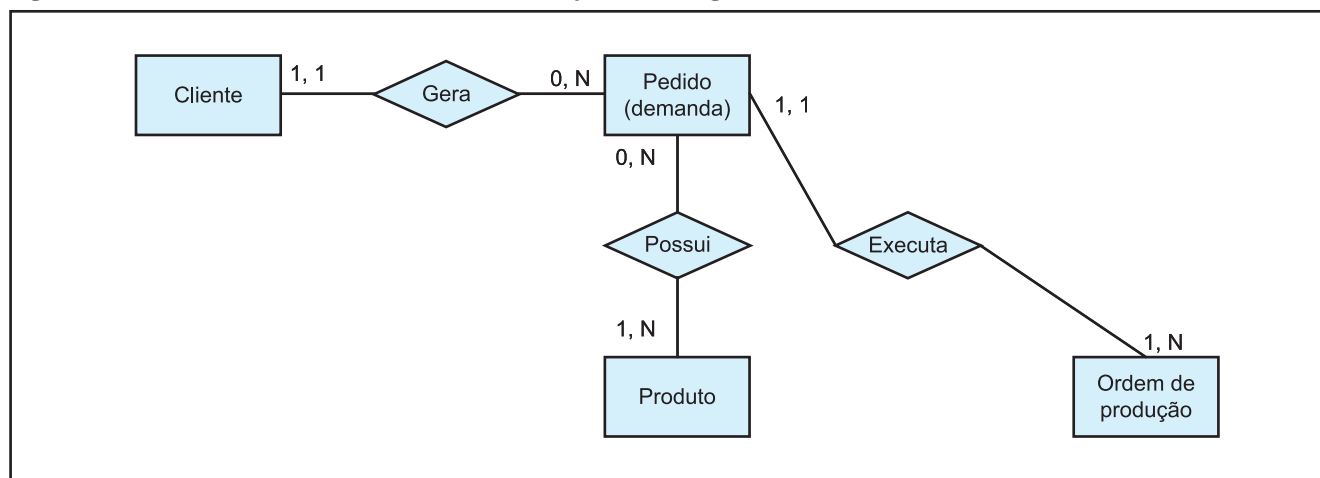 Cliente
1, 1
Gera
0, N
Pedido
(demanda)
1, 1
0, N
Possui
Executa
1, N
Produto
1, N
Ordem de
produção